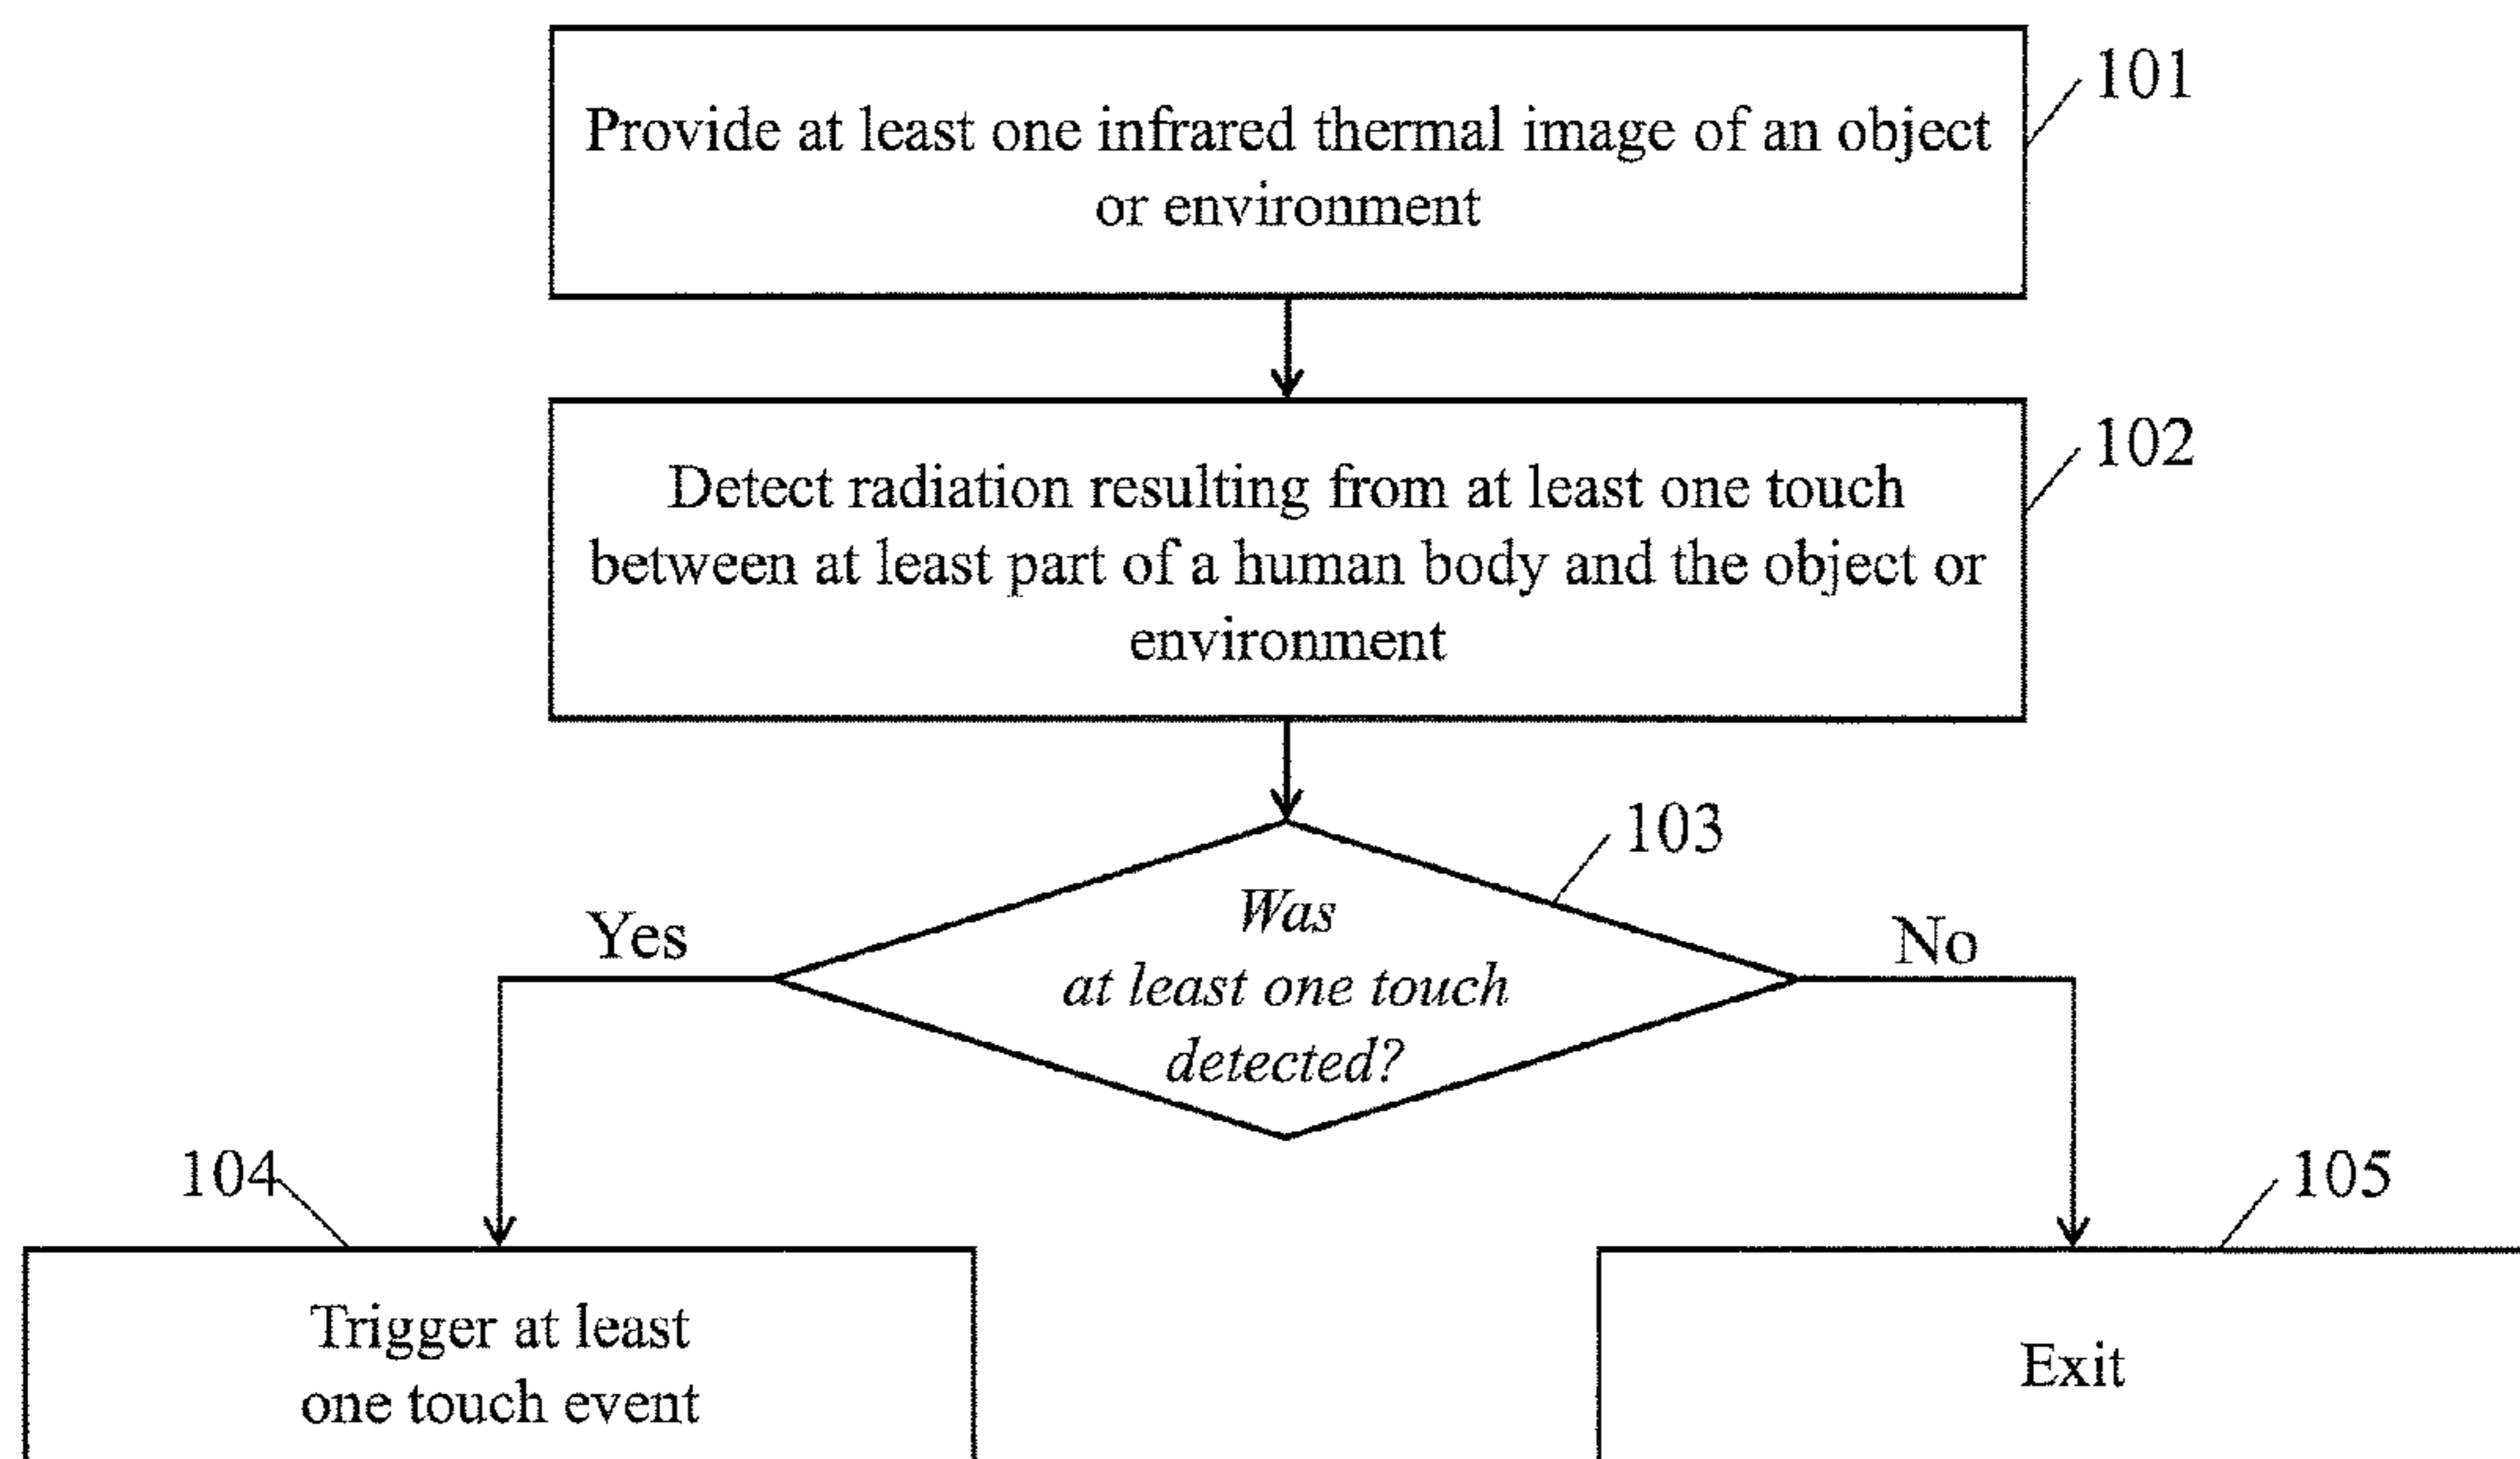 101
Provide at least one infrared thermal image of an object
or environment
102
Detect radiation resulting from at least one touch
between at least part of a human body and the object or
environment
103
Was
at least one touch
detected?
Yes
No
104
Trigger at least
one touch event
105
Exit